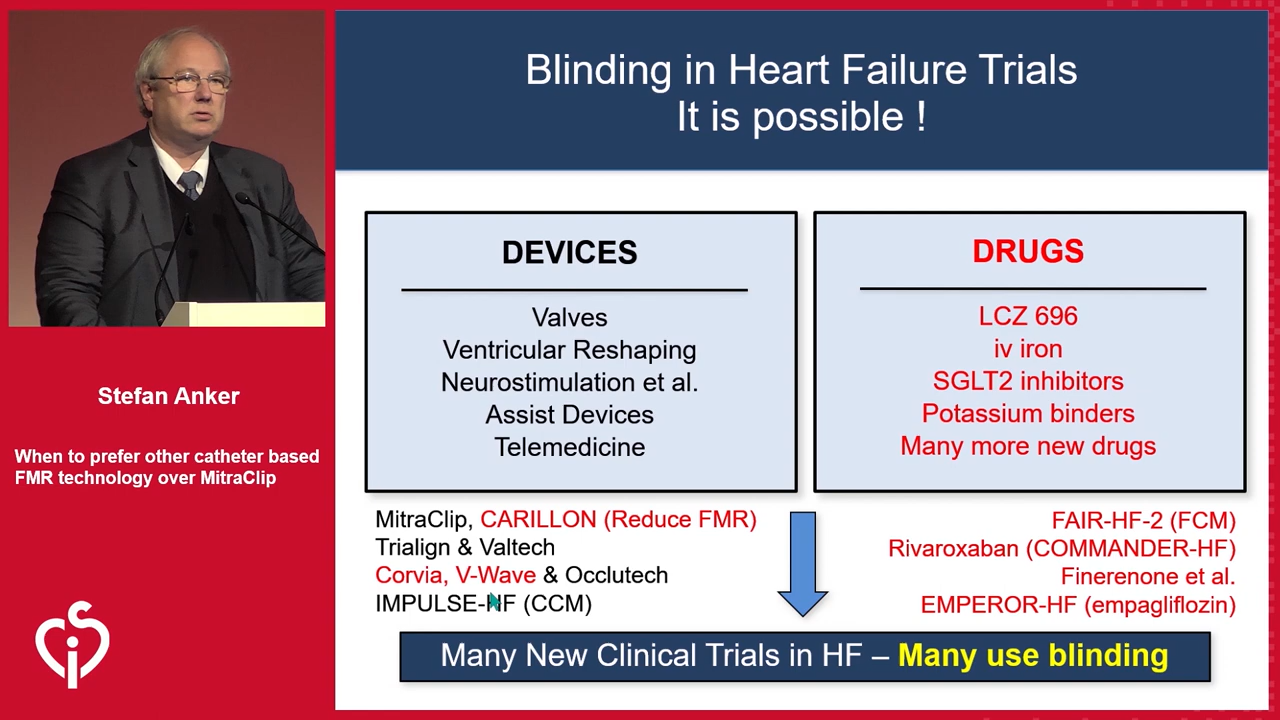 Blinding in Heart Failure Trials
It is possible !
DEVICES
Valves
Ventricular Reshaping
Neurostimulation et al.
Assist Devices
Telemedicine
DRUGS
LCZ 696
iv iron
SGLT2 inhibitors
Potassium binders
Many more new drugs
MitraClip, CARILLON (Reduce FMR)
Trialign & Valtech
Corvia, V-Wave & Occlutech
IMPULSE-HF (CCM)
FAIR-HF-2 (FCM)
Rivaroxaban (COMMANDER-HF)
Finerenone et al.
EMPEROR-HF (empagliflozin)
Many New Clinical Trials in HF – Many use blinding
Stefan Anker
When to prefer other catheter based
FMR technology over MitraClip